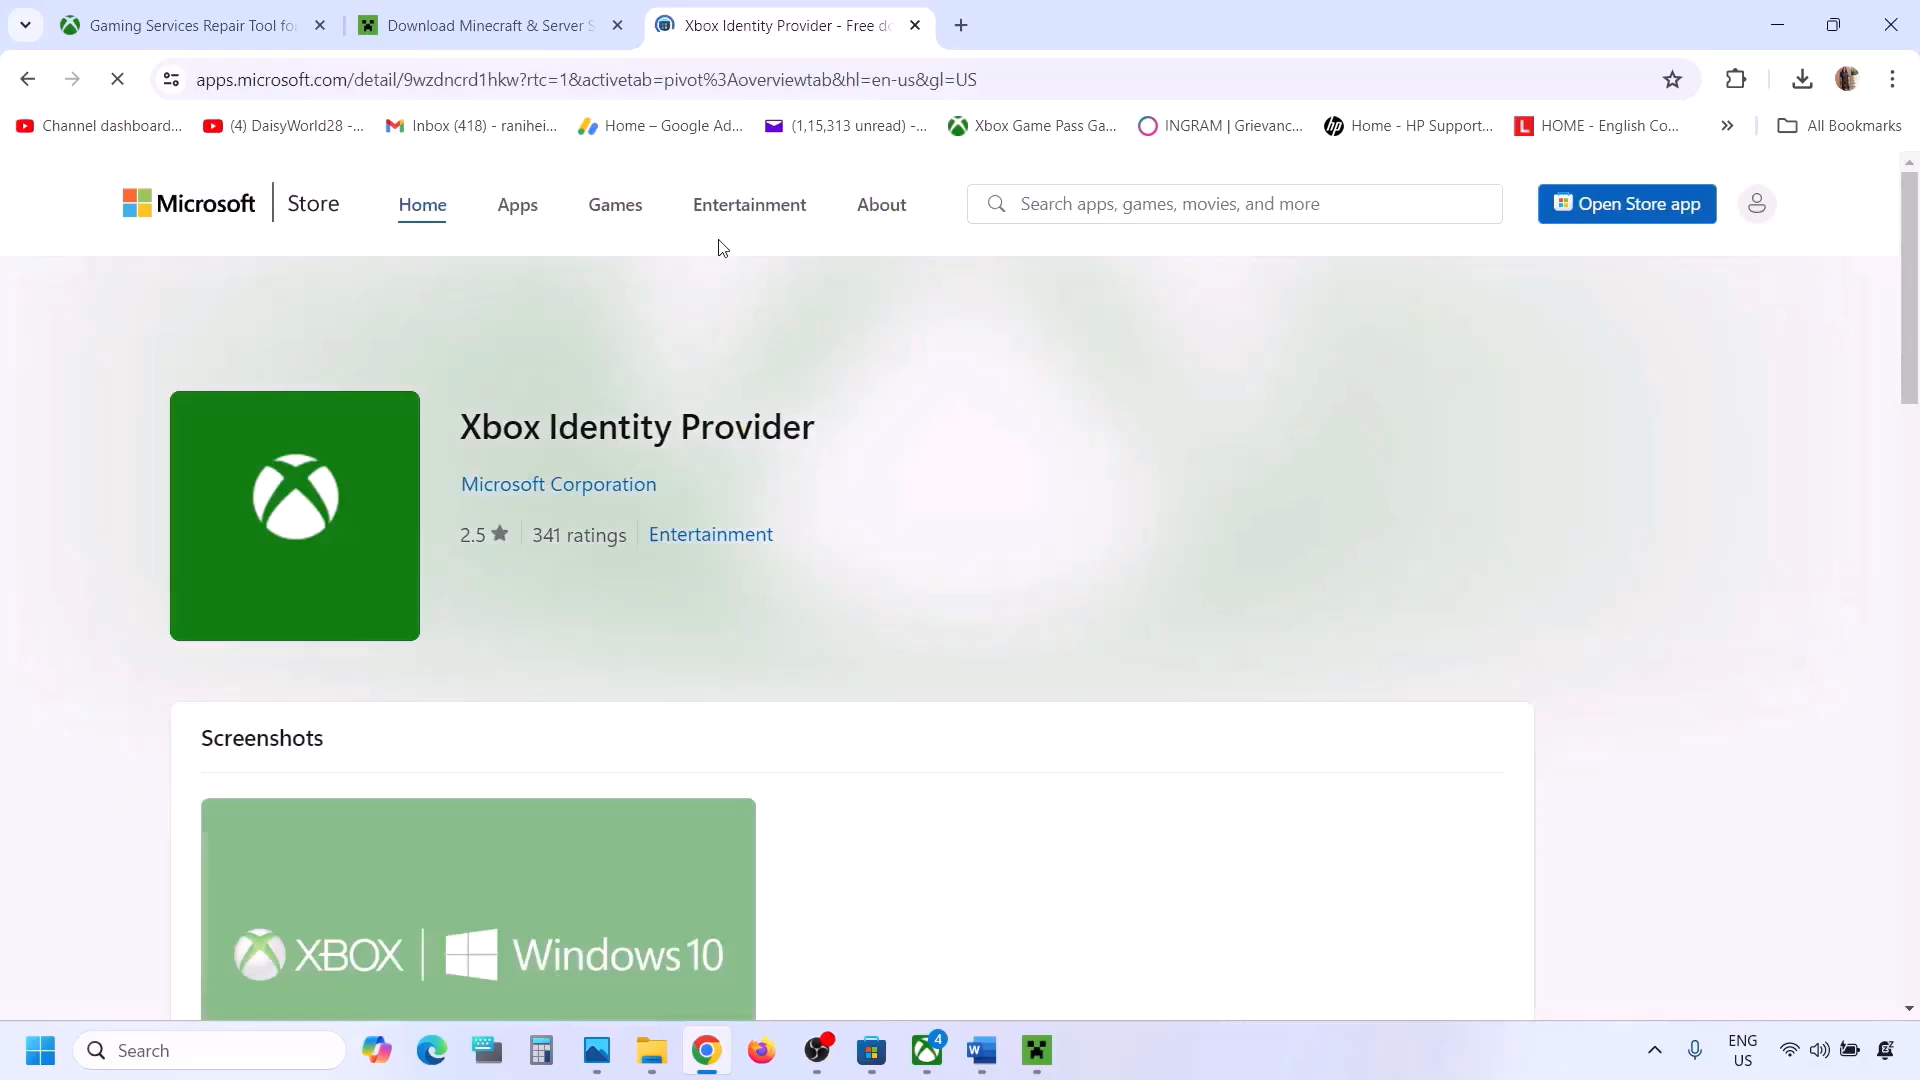 Gaming Services Repair Tool fo
Download Minecraft & Server S
Xbox Identity Provider - Free do
apps.microsoft.com/detail/9wzdncrd1hkw?rtc=1&activetab=pivot%3Aoverviewtab&hl=en-us&gl=US
Channel dashboard...
(4) DaisyWorld28 -...
Inbox (418) - ranihei...
Home – Google Ad...
(1,15,313 unread) -...
Xbox Game Pass Ga...
INGRAM | Grievanc...
Home - HP Support...
HOME - English Co...
All Bookmarks
Microsoft
Store
Home
Apps
Games
Entertainment
About
Search apps, games, movies, and more
Open Store app
Xbox Identity Provider
Microsoft Corporation
2.5
341 ratings
Entertainment
Screenshots
XBOX | Windows 10
Search
4
ENG
US